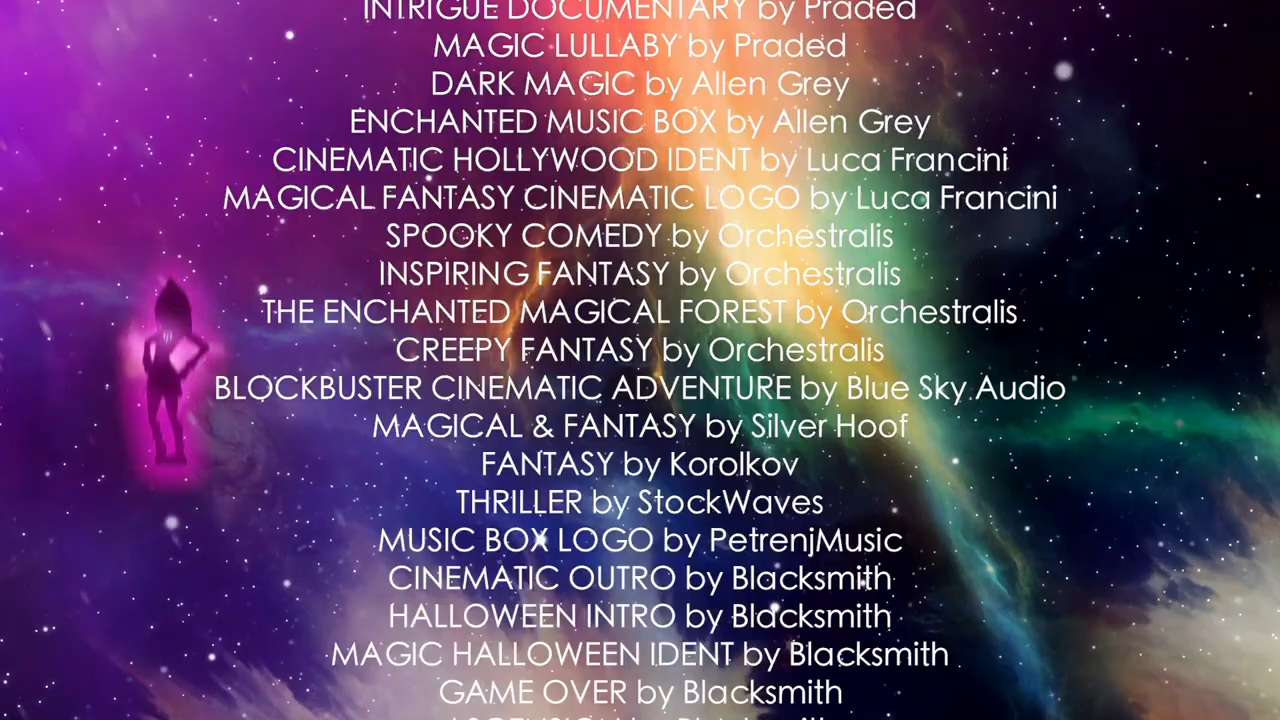 INTRIGUE DOCUMENTARY by Praded
MAGIC LULLABY by Praded
DARK MAGIC by Allen Grey
ENCHANTED MUSIC BOX by Allen Grey
CINEMATIC HOLLYWOOD IDENT by Luca Francini
MAGICAL FANTASY CINEMATIC LOGO by Luca Francini
SPOOKY COMEDY by Orchestralis
INSPIRING FANTASY by Orchestralis
THE ENCHANTED MAGICAL FOREST by Orchestralis
CREEPY FANTASY by Orchestralis
BLOCKBUSTER CINEMATIC ADVENTURE by Blue Sky Audio
MAGICAL & FANTASY by Silver Hoof
FANTASY by Korolkov
THRILLER by StockWaves
MUSIC BOX LOGO by PetrenjMusic
CINEMATIC OUTRO by Blacksmith
HALLOWEEN INTRO by Blacksmith
MAGIC HALLOWEEN IDENT by Blacksmith
GAME OVER by Blacksmith